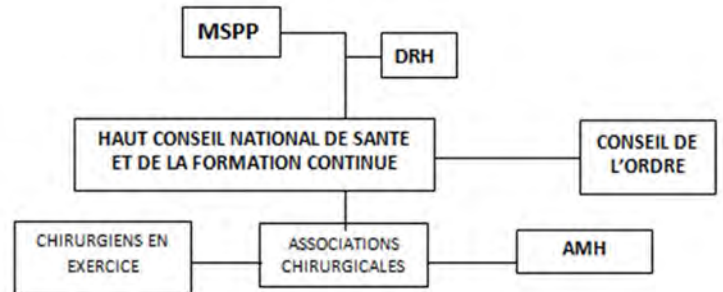 MSPP
DRH
HAUT CONSEIL NATIONAL DE SANTE
ET DE LA FORMATION CONTINUE
CONSEIL DE
L'ORDRE
CHIRURGIENS EN
EXERCICE
ASSOCIATIONS
CHIRURGICALES
AMH